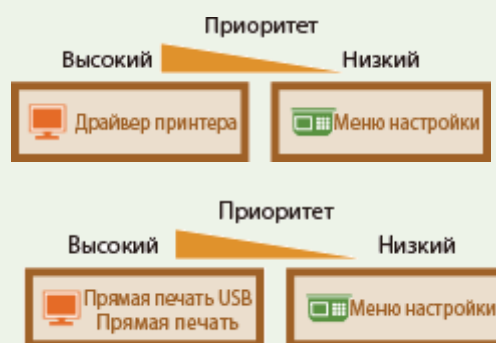 Приоритет
Высокий Низкий
Драйвер принтера Меню настройки
Приоритет
Высокий Низкий
Прямая печать USB
Прямая печать
Меню настройки